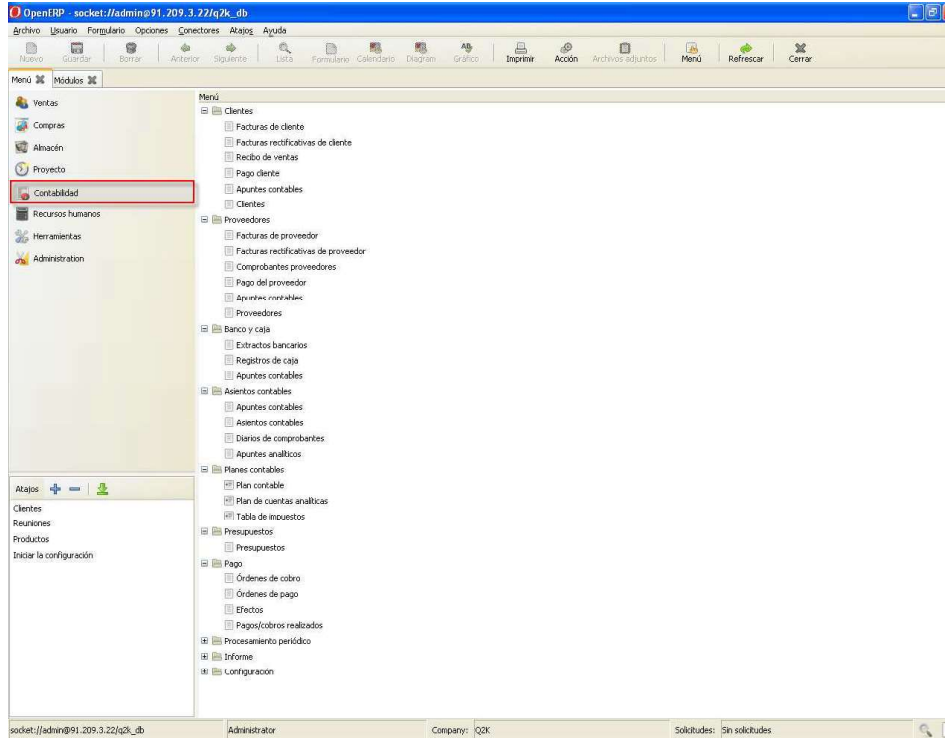 OpenERP - socket://admin@91.209.3.22/q2k_db
Archivo Usuario Formulario Opciones Conectores Atajos Ayuda
Nuevo Guardar Borrar Anterior Siguiente Lista Formulario Calendario Diagram Gráfico Imprimir Acción Archivos adjuntos Menú Refrescar Cerrar
Menú Módulos
Ventas
Compras
Almacén
Proyecto
Contabilidad
Recursos humanos
Herramientas
Administration
Atajos
Clientes
Reuniones
Productos
Iniciar la configuración
Menú
Clientes
Facturas de cliente
Facturas rectificativas de cliente
Recibo de ventas
Pago cliente
Apuntes contables
Clientes
Proveedores
Facturas de proveedor
Facturas rectificativas de proveedor
Comprobantes proveedores
Pago del proveedor
Apuntes contables
Proveedores
Banco y caja
Extractos bancarios
Registros de caja
Apuntes contables
Asientos contables
Apuntes contables
Asientos contables
Diarios de comprobantes
Apuntes analíticos
Planes contables
Plan contable
Plan de cuentas analíticas
Tabla de impuestos
Presupuestos
Presupuestos
Pago
Órdenes de cobro
Órdenes de pago
Efectos
Pagos/cobros realizados
Procesamiento periódico
Informe
Configuración
socket://admin@91.209.3.22/q2k_db Administrator Company: Q2K Solicitudes: Sin solicitudes